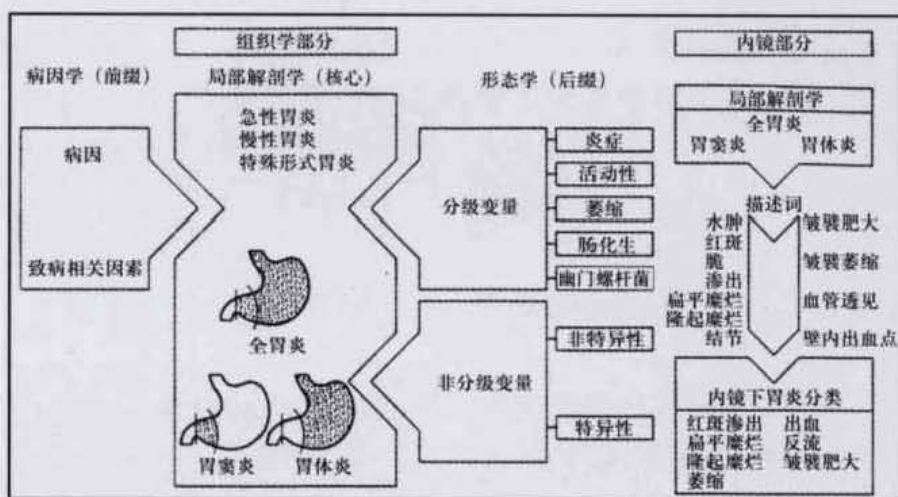 组织学部分
内镜部分
病因学（前缀）
局部解剖学（核心）
形态学（后缀）
病因
致病相关因素
急性胃炎
慢性胃炎
特殊形式胃炎
全胃炎
胃窦炎
胃体炎
分级变量
炎症
活动性
萎缩
肠化生
幽门螺杆菌
非分级变量
非特异性
特异性
局部解剖学
全胃炎
胃窦炎 胃体炎
描述词
水肿 皱襞肥大
红斑
脆 皱襞萎缩
渗出
扁平糜烂 血管透见
隆起糜烂
结节 壁内出血点
内镜下胃炎分类
红斑渗出 出血
扁平糜烂 反流
隆起糜烂 皱襞肥大
萎缩